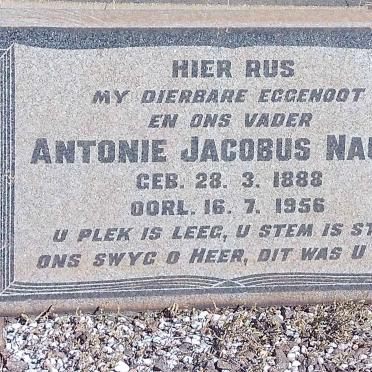 HIER RUS
MY DIERBARE EGGENOOT
EN ONS VADER
ANTONIE JACOBUS
GEB. 28. 3. 1888
OORL. 16. 7. 1956
U PLEK IS LEEG, U STEM IS
ONS SWYG O HEER, DIT WAS U